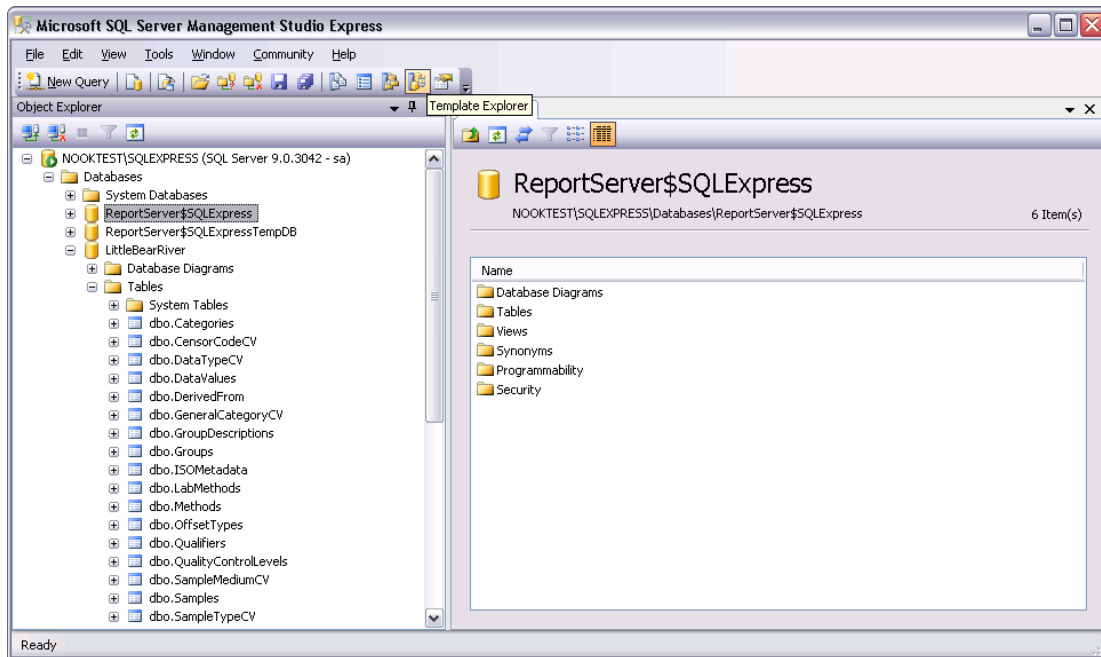 Microsoft SQL Server Management Studio Express
File Edit View Tools Window Community Help
New Query
Template Explorer
Object Explorer
NOOKTEST\SQLEXPRESS (SQL Server 9.0.3042 - sa)
Databases
System Databases
ReportServer$SQLExpress
ReportServer$SQLExpressTempDB
LittleBearRiver
Database Diagrams
Tables
System Tables
dbo.Categories
dbo.CensorCodeCV
dbo.DataTypeCV
dbo.DataValues
dbo.DerivedFrom
dbo.GeneralCategoryCV
dbo.GroupDescriptions
dbo.Groups
dbo.ISOMetadata
dbo.LabMethods
dbo.Methods
dbo.OffsetTypes
dbo.Qualifiers
dbo.QualityControlLevels
dbo.SampleMediumCV
dbo.Samples
dbo.SampleTypeCV
ReportServer$SQLExpress
NOOKTEST\SQLEXPRESS\Databases\ReportServer$SQLExpress 6 Item(s)
Name
Database Diagrams
Tables
Views
Synonyms
Programmability
Security
Ready